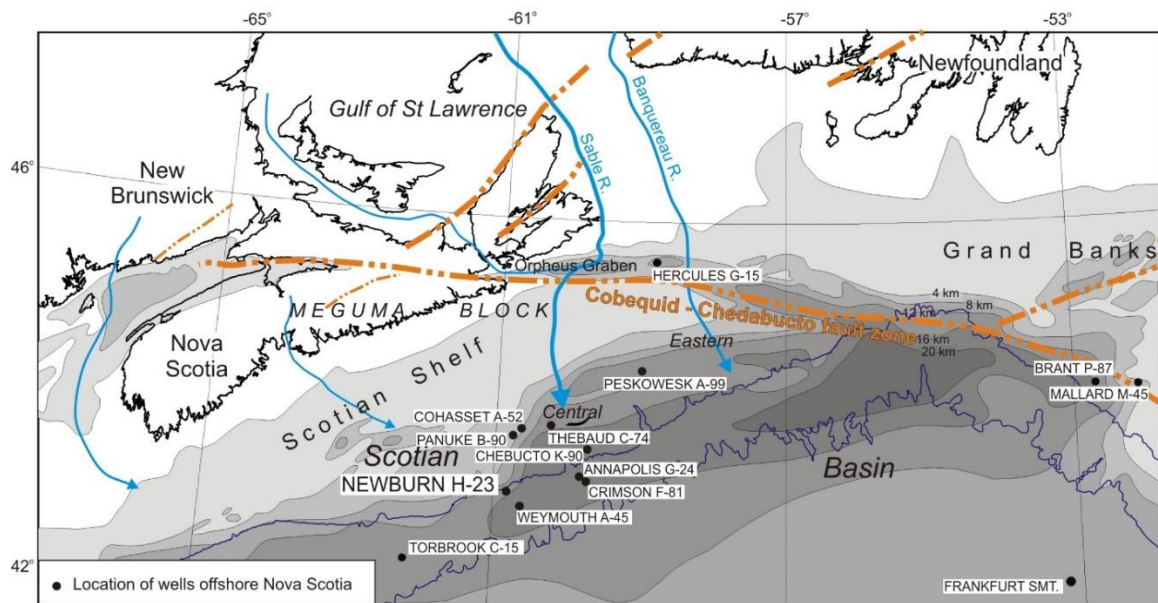 -65°
-61°
-57°
-53°
46°
42°
Newfoundland
Gulf of St Lawrence
Sable R.
Banquereau R.
New
Brunswick
Grand Banks
Orpheus Graben
HERCULES G-15
MEGUMA BLOCK
4 km
8 km
12 km
16 km
20 km
Cobequid - Chedabucto fault zone
Nova
Scotia
Eastern
BRANT P-87
MALLARD M-45
PESKOWESK A-99
Scotian Shelf
Central
COHASSET A-52
THEBAUD C-74
PANUKE B-90
CHEBUCTO K-90
Scotian
Basin
ANNAPOLIS G-24
NEWBURN H-23
CRIMSON F-81
WEYMOUTH A-45
TORBROOK C-15
FRANKFURT SMT.
Location of wells offshore Nova Scotia